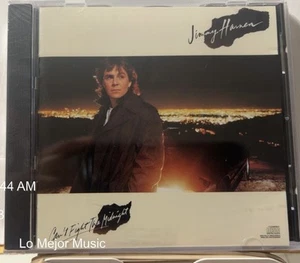 Jimmy Harnen
44 AM
Can't Fight The Midnight
Lo Mejor Music